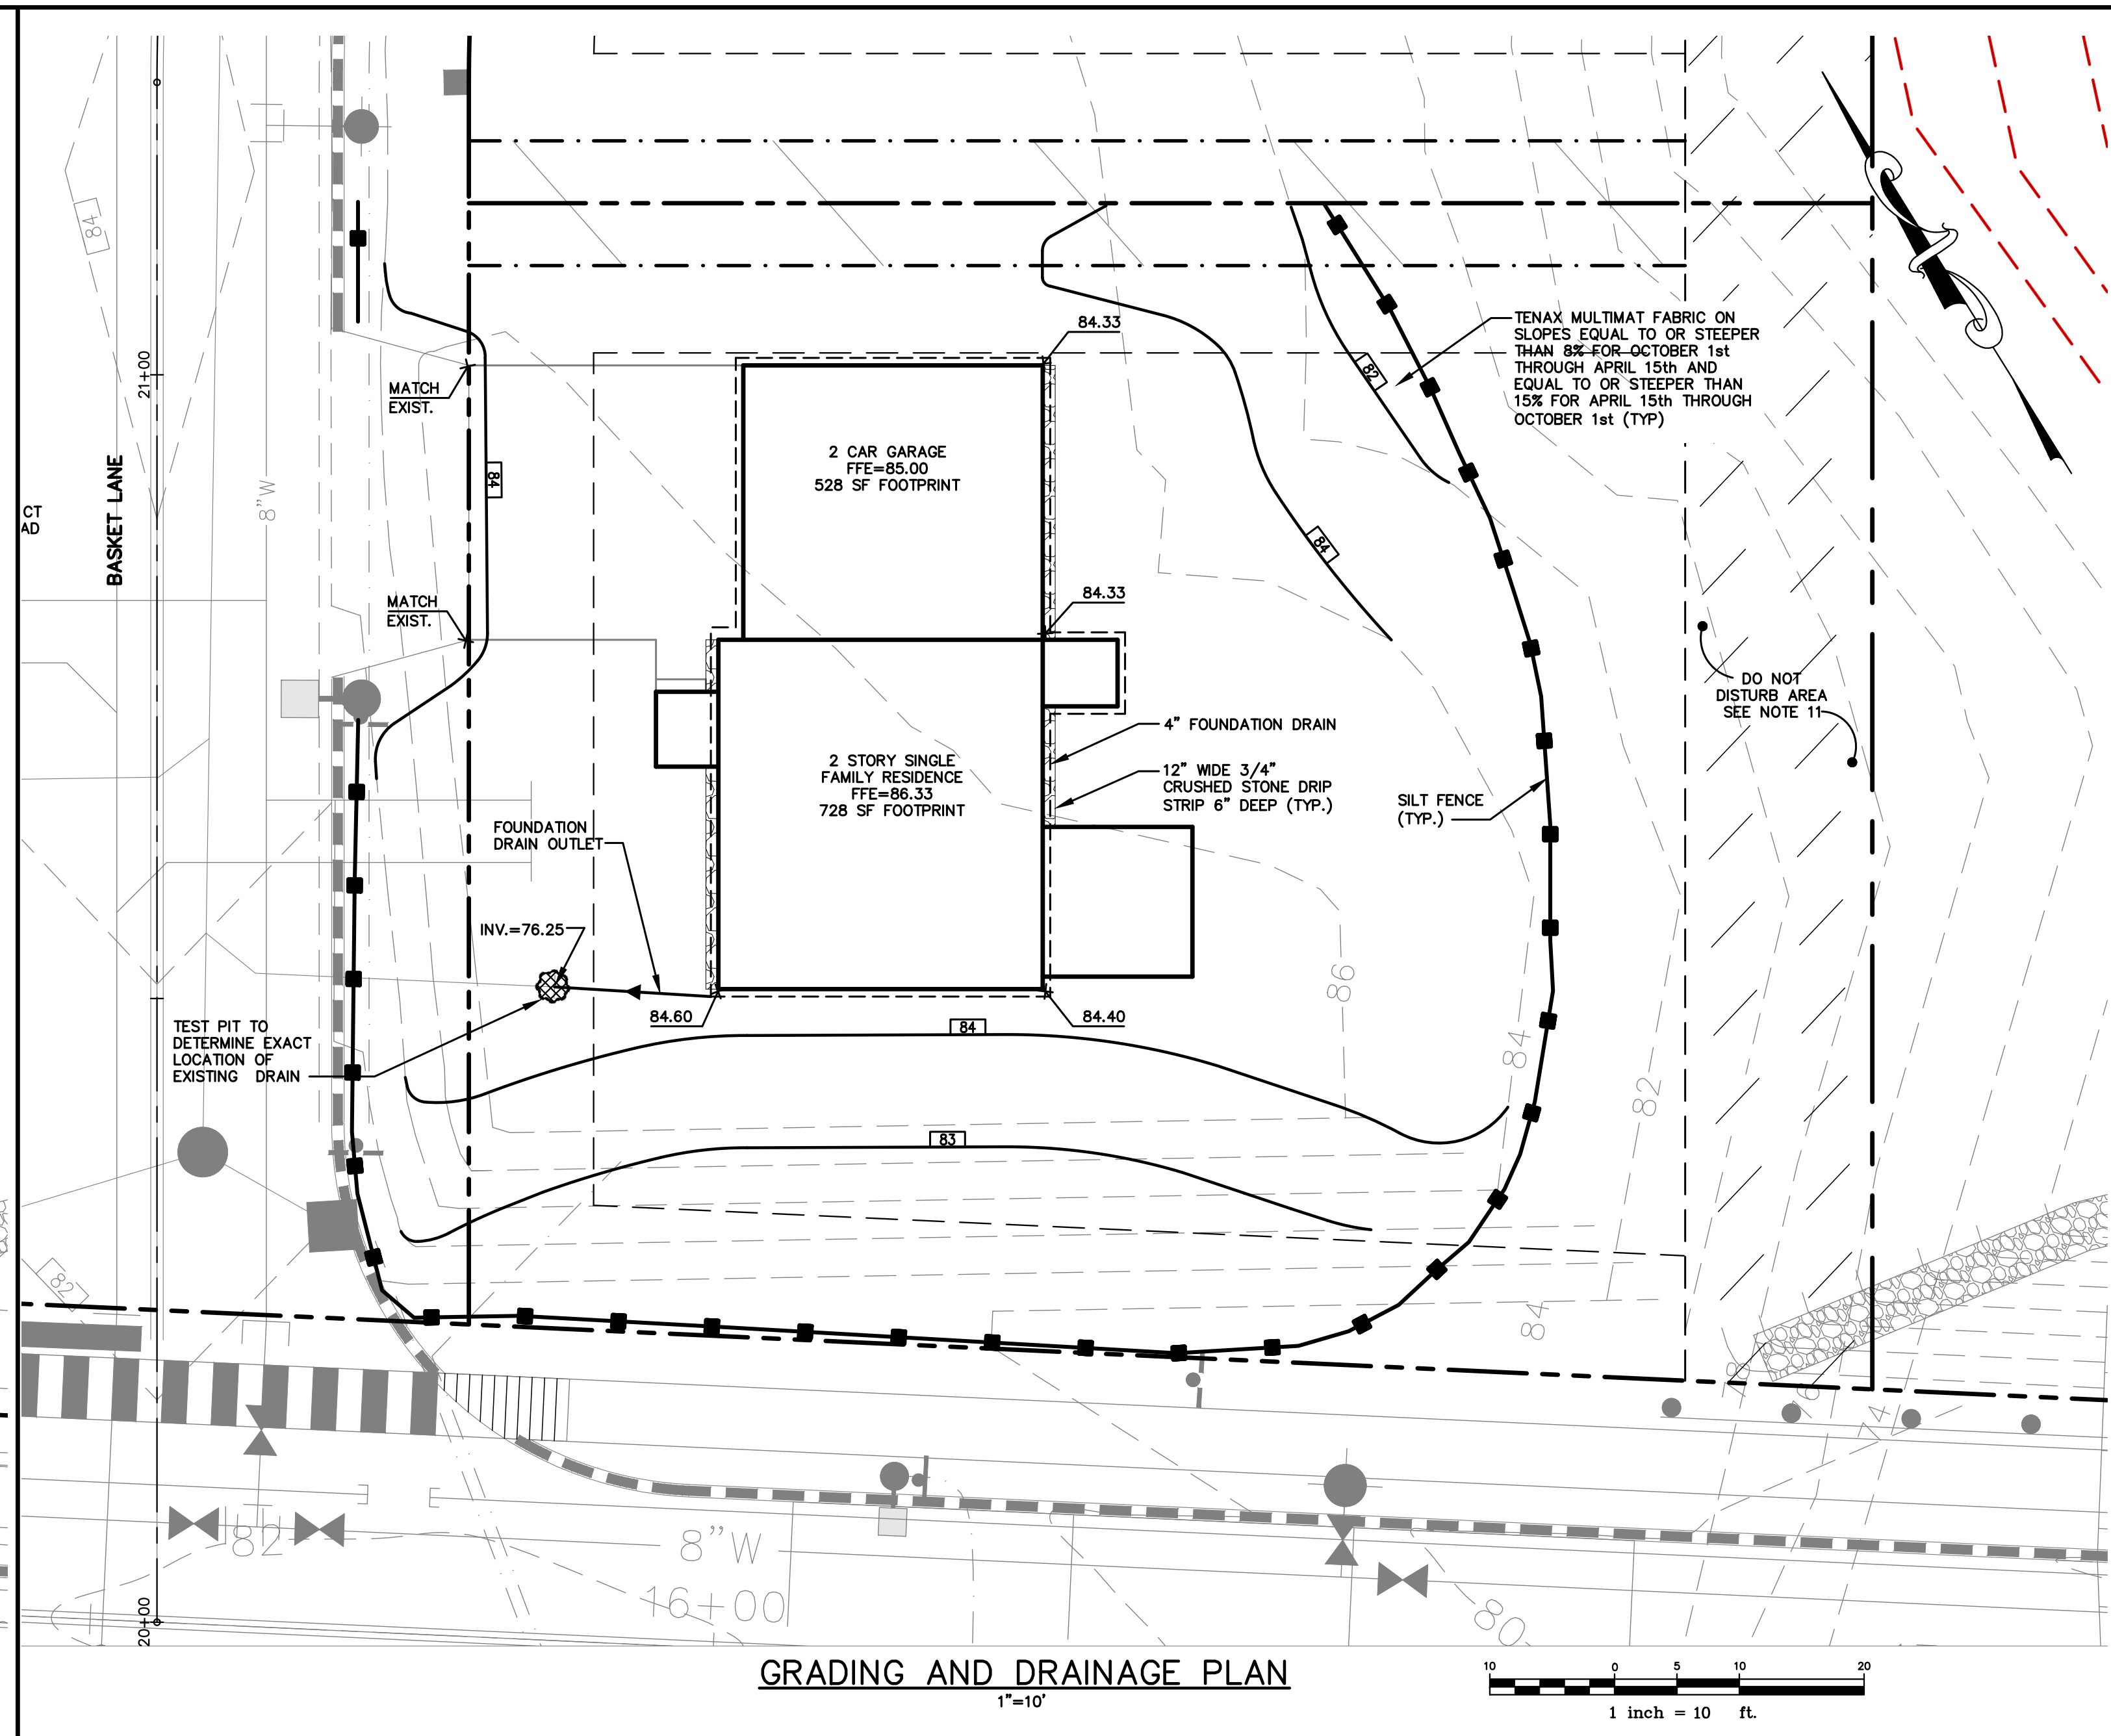 84
84.33
TENAX MULTIMAT FABRIC ON
SLOPES EQUAL TO OR STEEPER
THAN 8% FOR OCTOBER 1st
THROUGH APRIL 15th AND
EQUAL TO OR STEEPER THAN
15% FOR APRIL 15th THROUGH
OCTOBER 1st (TYP)
21+00
MATCH
EXIST.
82
2 CAR GARAGE
FFE=85.00
528 SF FOOTPRINT
84
8"W
BASKET LANE
CT
AD
84
MATCH
EXIST.
84.33
DO NOT
DISTURB AREA
SEE NOTE 11
4" FOUNDATION DRAIN
2 STORY SINGLE
FAMILY RESIDENCE
FFE=86.33
728 SF FOOTPRINT
12" WIDE 3/4"
CRUSHED STONE DRIP
STRIP 6" DEEP (TYP.)
SILT FENCE
(TYP.)
FOUNDATION
DRAIN OUTLET
INV.=76.25
86
84.60
84.40
84
TEST PIT TO
DETERMINE EXACT
LOCATION OF
EXISTING DRAIN
84
82
83
82
84
78
76
74
82
8"W
16+00
80
20+00
GRADING AND DRAINAGE PLAN
1"=10'
10 0 5 10 20
1 inch = 10 ft.